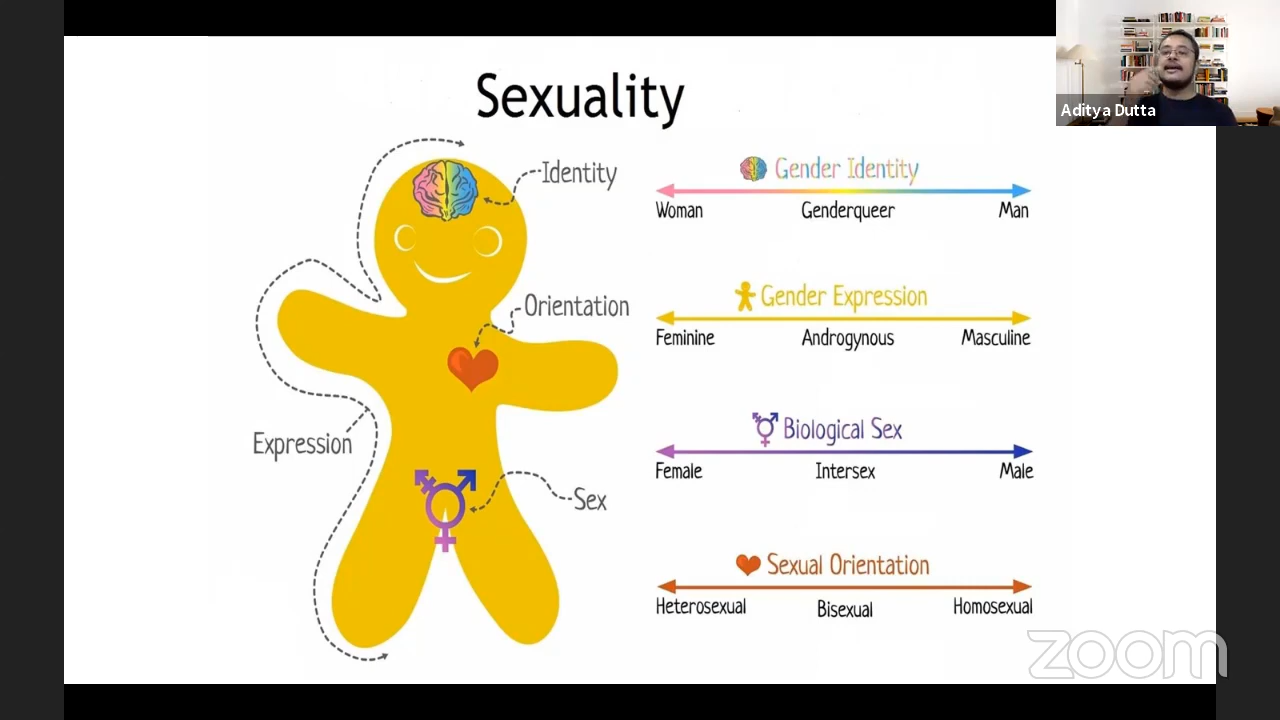 Sexuality
Aditya Dutta
Identity
Orientation
Expression
Sex
Gender Identity
Woman Genderqueer Man
Gender Expression
Feminine Androgynous Masculine
Biological Sex
Female Intersex Male
Sexual Orientation
Heterosexual Bisexual Homosexual
zoom